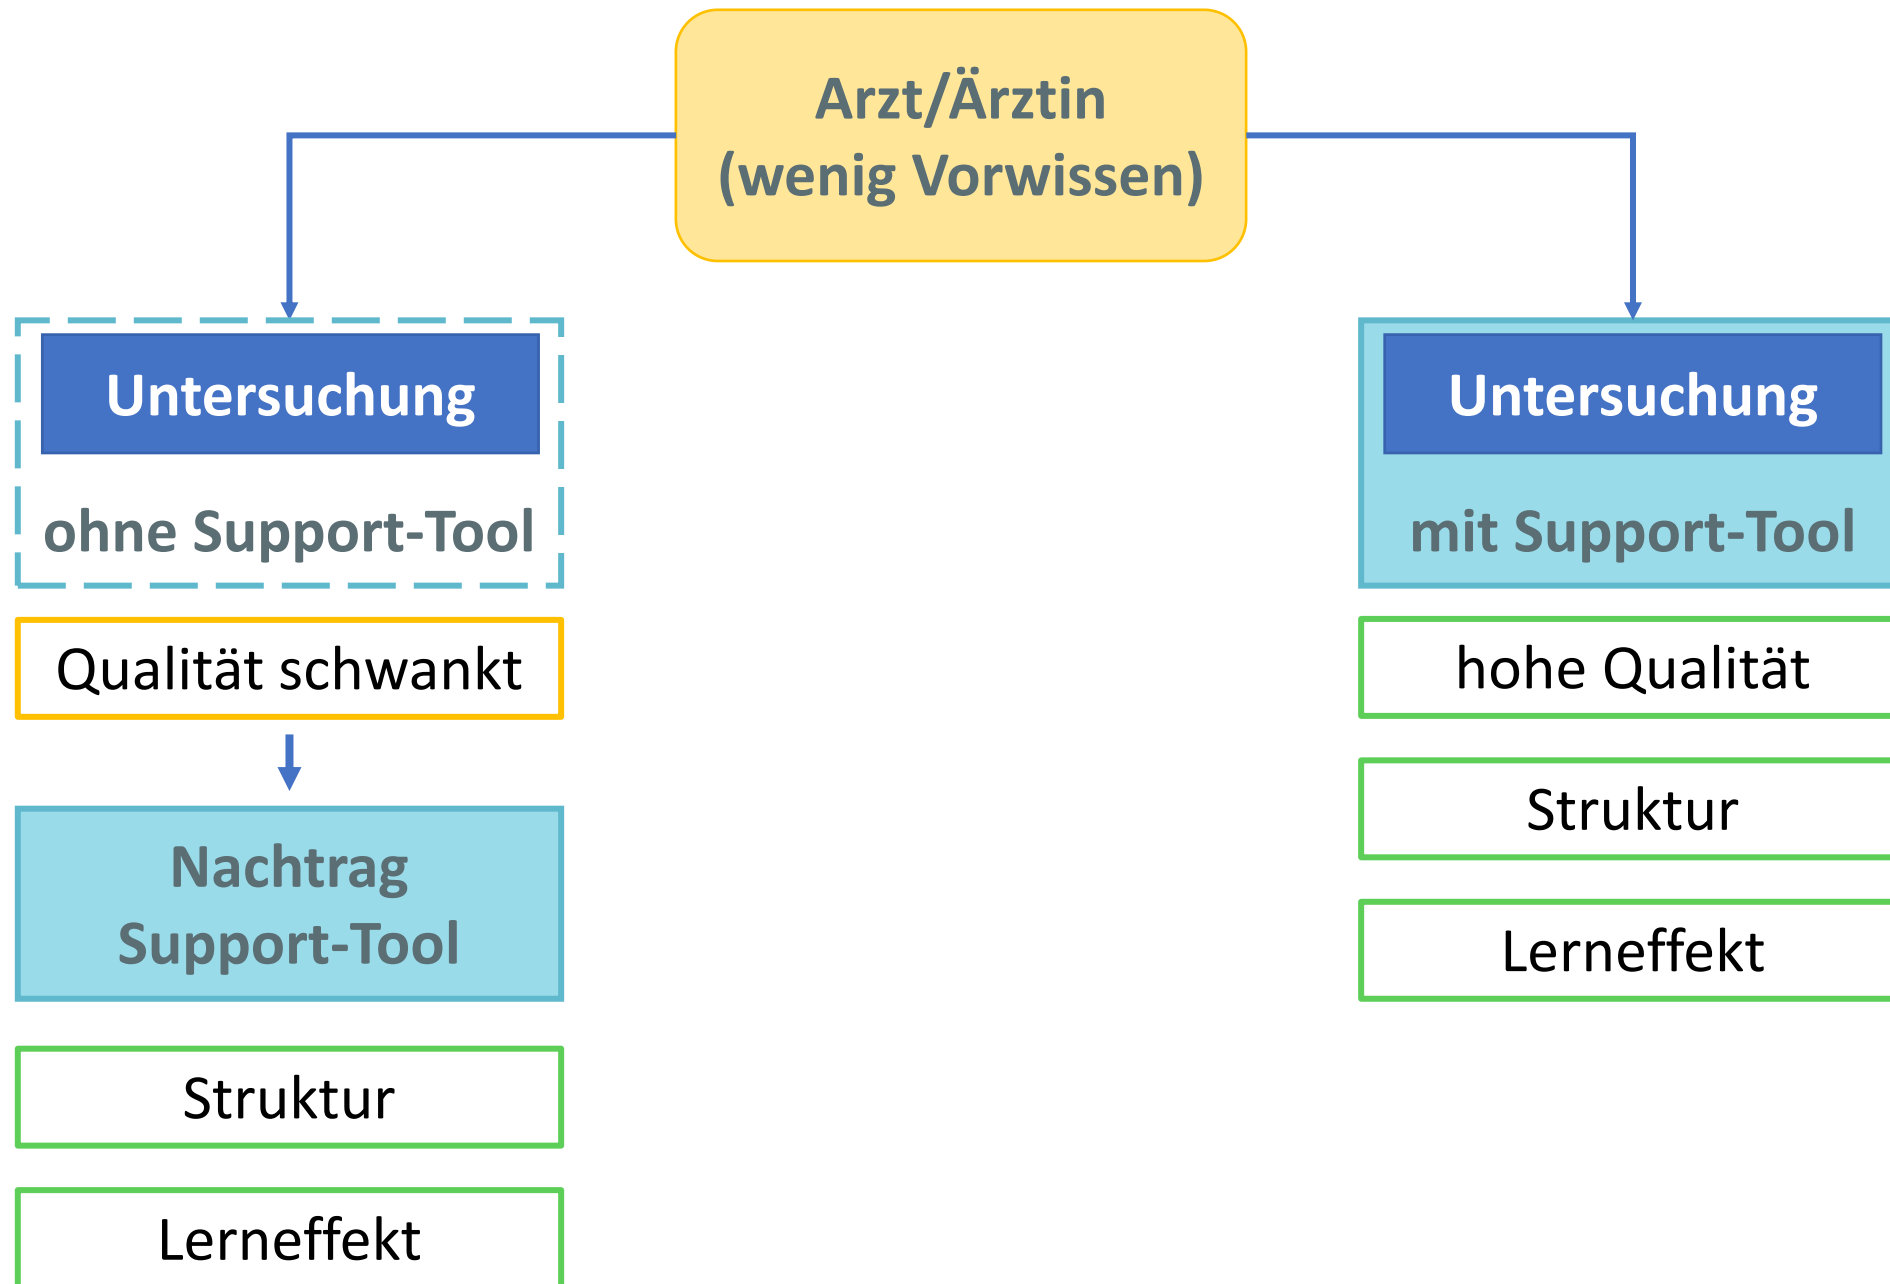 Arzt/Ärztin
(wenig Vorwissen)
Untersuchung
ohne Support-Tool
Qualität schwankt
Nachtrag
Support-Tool
Struktur
Lerneffekt
Untersuchung
mit Support-Tool
hohe Qualität
Struktur
Lerneffekt